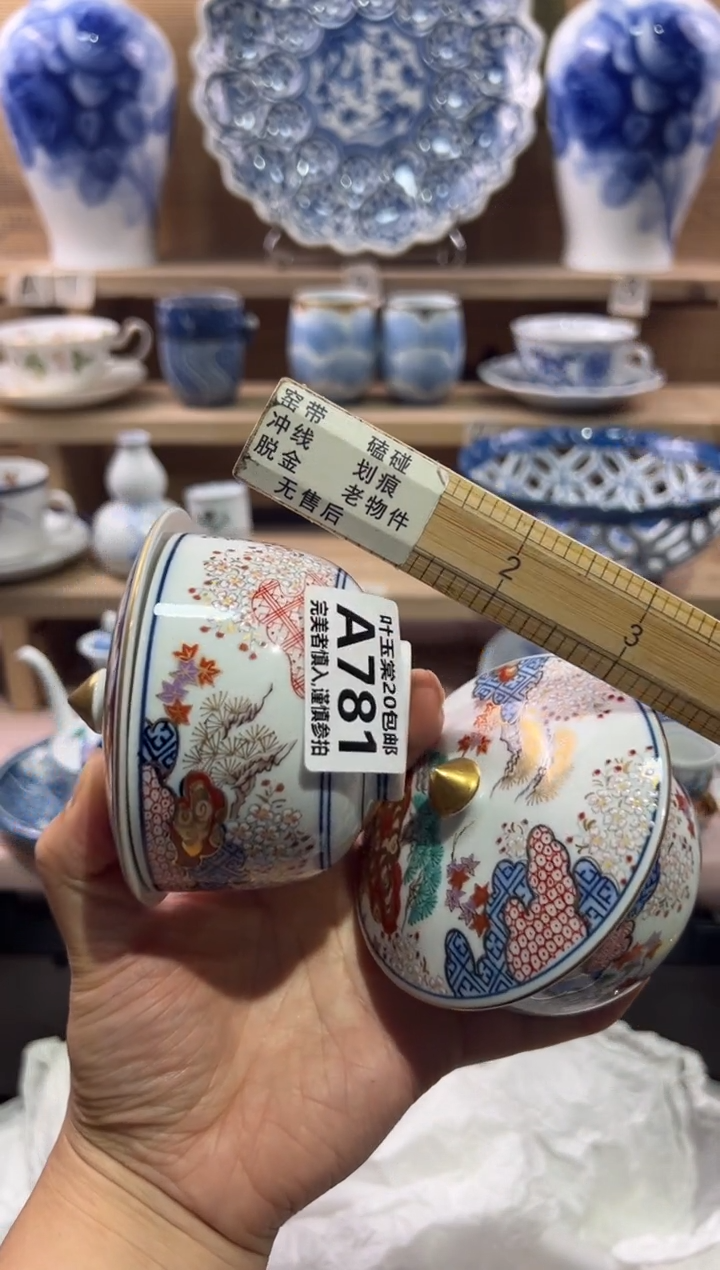 窑带
冲线 磕碰
脱金 划痕
无售后 老物件
2
3
叶玉棠20包邮
A781
完美者慎入,谨慎参拍